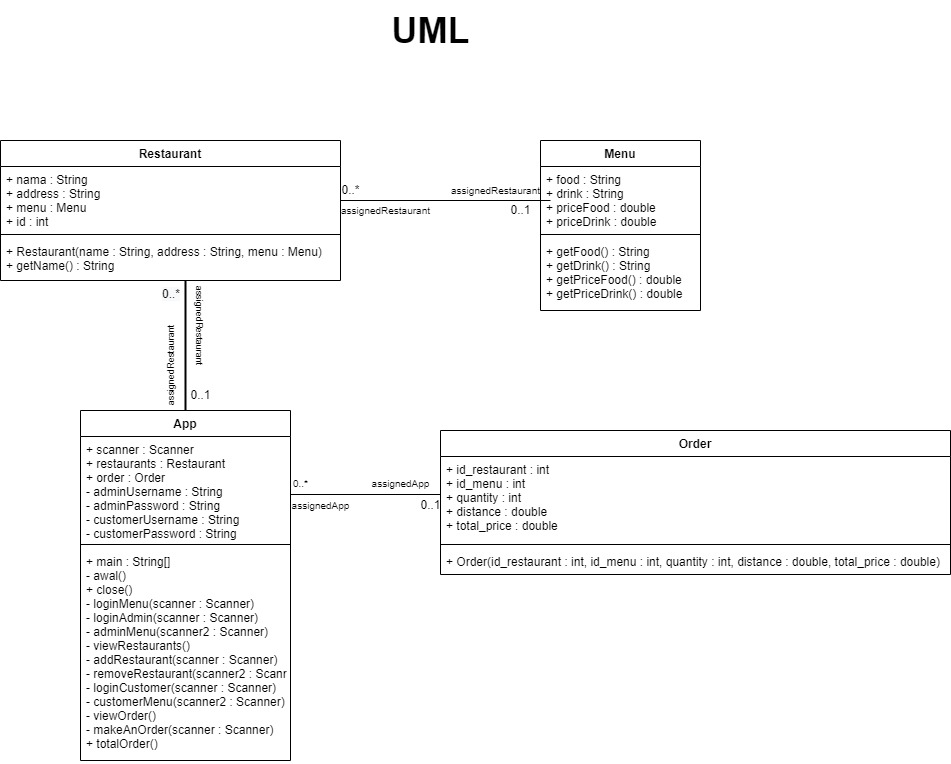 UML
Restaurant
+ nama : String
+ address : String
+ menu : Menu
+ id : int
+ Restaurant(name : String, address : String, menu : Menu)
+ getName() : String
0..*
assignedRestaurant
assignedRestaurant
0..1
Menu
+ food : String
+ drink : String
+ priceFood : double
+ priceDrink : double
+ getFood() : String
+ getDrink() : String
+ getPriceFood() : double
+ getPriceDrink() : double
0..*
assignedRestaurant
assignedRestaurant
0..1
App
+ scanner : Scanner
+ restaurants : Restaurant
+ order : Order
- adminUsername : String
- adminPassword : String
- customerUsername : String
- customerPassword : String
+ main : String[]
- awal()
+ close()
- loginMenu(scanner : Scanner)
- loginAdmin(scanner : Scanner)
- adminMenu(scanner2 : Scanner)
- viewRestaurants()
- addRestaurant(scanner : Scanner)
- removeRestaurant(scanner2 : Scanr
- loginCustomer(scanner : Scanner)
- customerMenu(scanner2 : Scanner)
- viewOrder()
- makeAnOrder(scanner : Scanner)
+ totalOrder()
0..*
assignedApp
assignedApp
0..1
Order
+ id_restaurant : int
+ id_menu : int
+ quantity : int
+ distance : double
+ total_price : double
+ Order(id_restaurant : int, id_menu : int, quantity : int, distance : double, total_price : double)